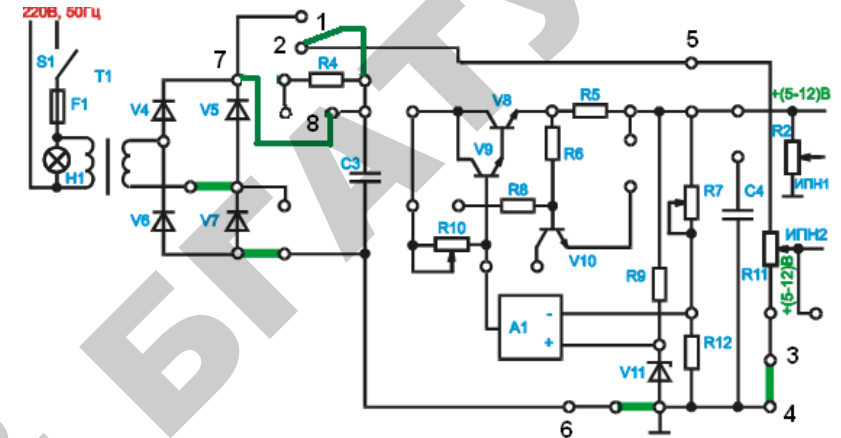 220В, 50Гц
1
2
5
7
S1
T1
R4
V8
R5
+(5-12)В
F1
V4
V5
8
V9
R6
R2
C3
H1
R8
R7
C4
ИПН1
V6
V7
R10
V10
ИПН2
R9
R11
+(5-12)В
A1
-
+
R12
V11
3
4
6
БГАТУ